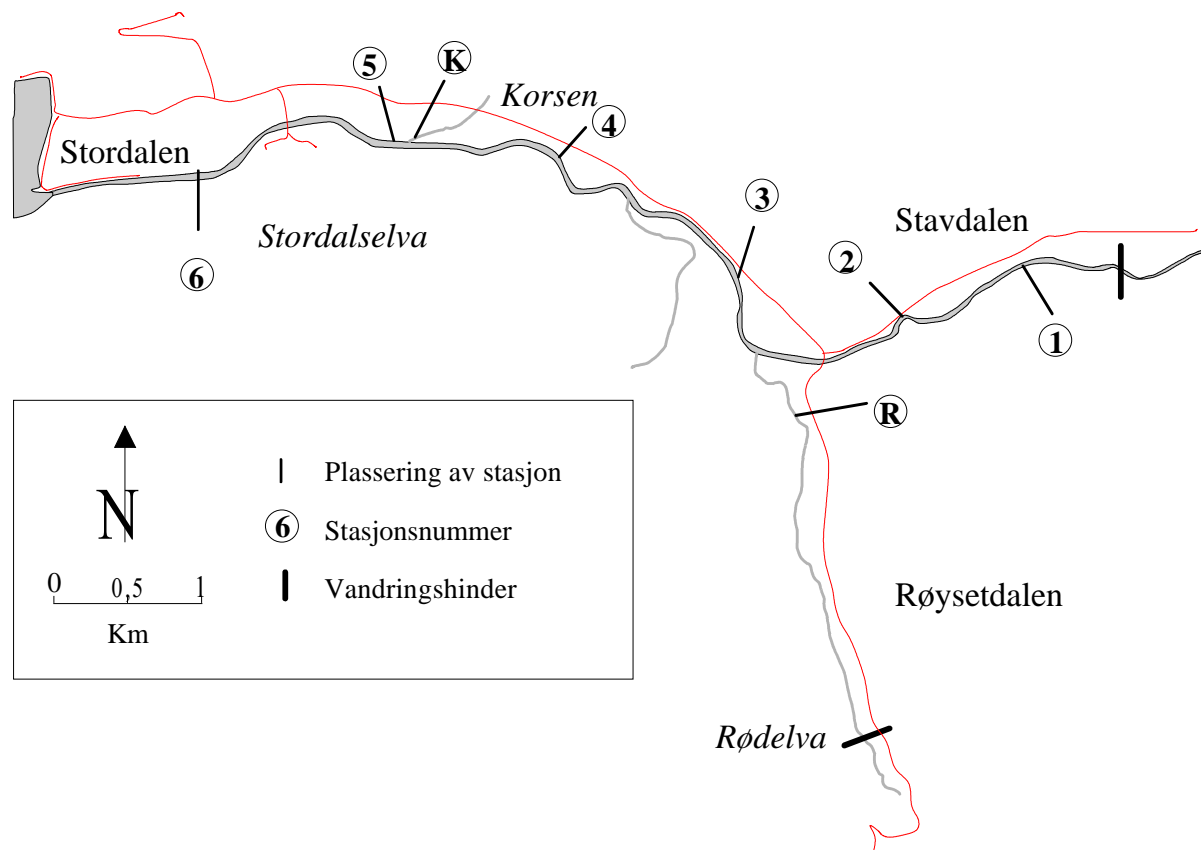 K
5
Korsen
4
Stordalen
3
Stavdalen
Stordalselva
2
6
1
R
N
Plassering av stasjon
6 Stasjonsnummer
Vandringshinder
0 0,5 1
Km
Røysetdalen
Rødelva